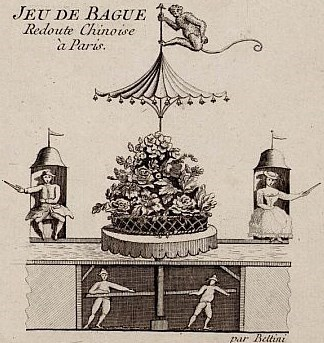 JEU DE BAGUE
Redoute Chinoise
à Paris.
par Bettini